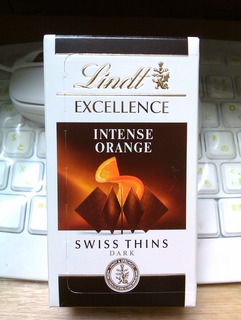 Lindt
EXCELLENCE
INTENSE
ORANGE
SWISS THINS
DARK